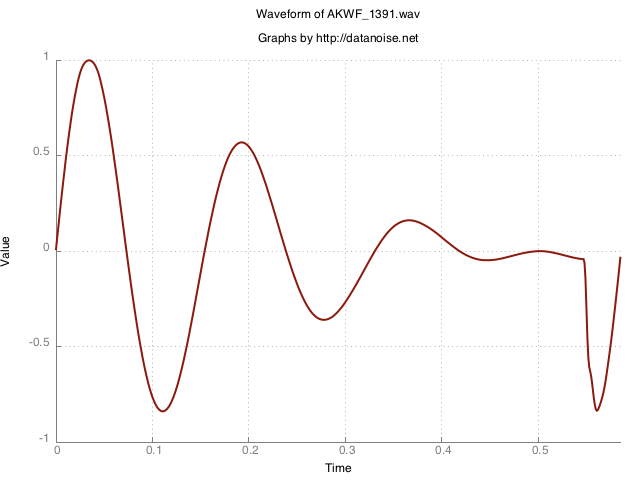 Waveform of AKWF_1391.wav
Graphs by http://datanoise.net
1
0.5
0
-0.5
-1
Value
0 0.1 0.2 0.3 0.4 0.5
Time